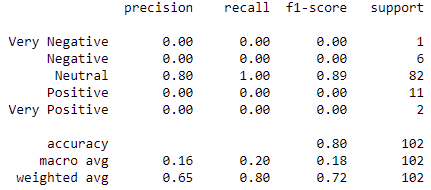 precision recall f1-score support
Very Negative 0.00 0.00 0.00 1
Negative 0.00 0.00 0.00 6
Neutral 0.80 1.00 0.89 82
Positive 0.00 0.00 0.00 11
Very Positive 0.00 0.00 0.00 2
accuracy 0.80 102
macro avg 0.16 0.20 0.18 102
weighted avg 0.65 0.80 0.72 102